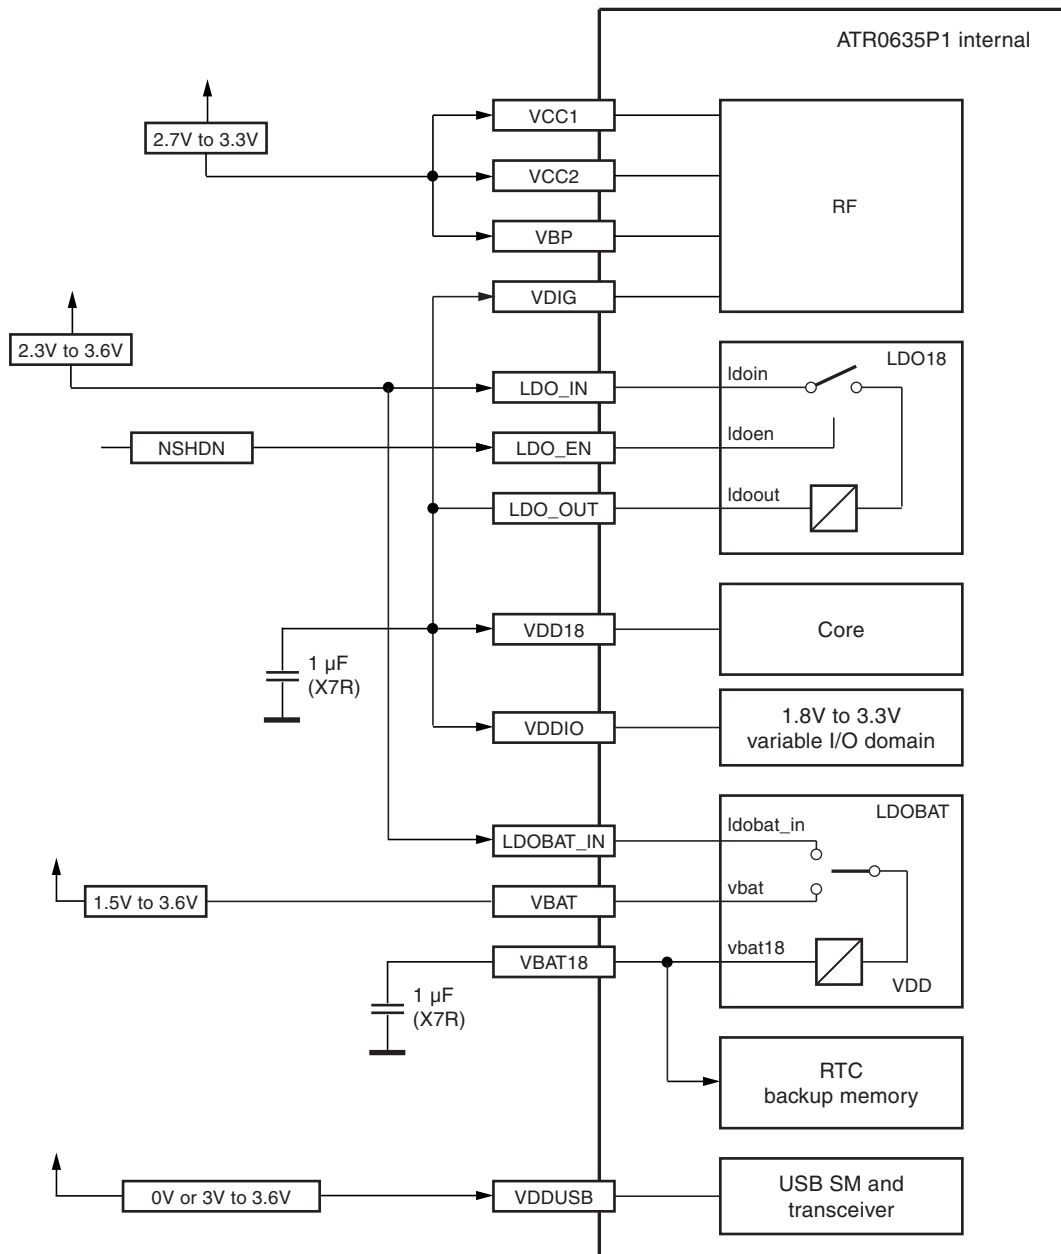 ATR0635P1 internal
2.7V to 3.3V
VCC1
VCC2
VBP
VDIG
RF
2.3V to 3.6V
LDO_IN
ldoin
LDO18
NSHDN
LDO_EN
ldoen
LDO_OUT
ldoout
VDD18
Core
1 µF
(X7R)
VDDIO
1.8V to 3.3V
variable I/O domain
LDOBAT_IN
ldobat_in
LDOBAT
1.5V to 3.6V
VBAT
vbat
VBAT18
vbat18
VDD
1 µF
(X7R)
RTC
backup memory
0V or 3V to 3.6V
VDDUSB
USB SM and
transceiver